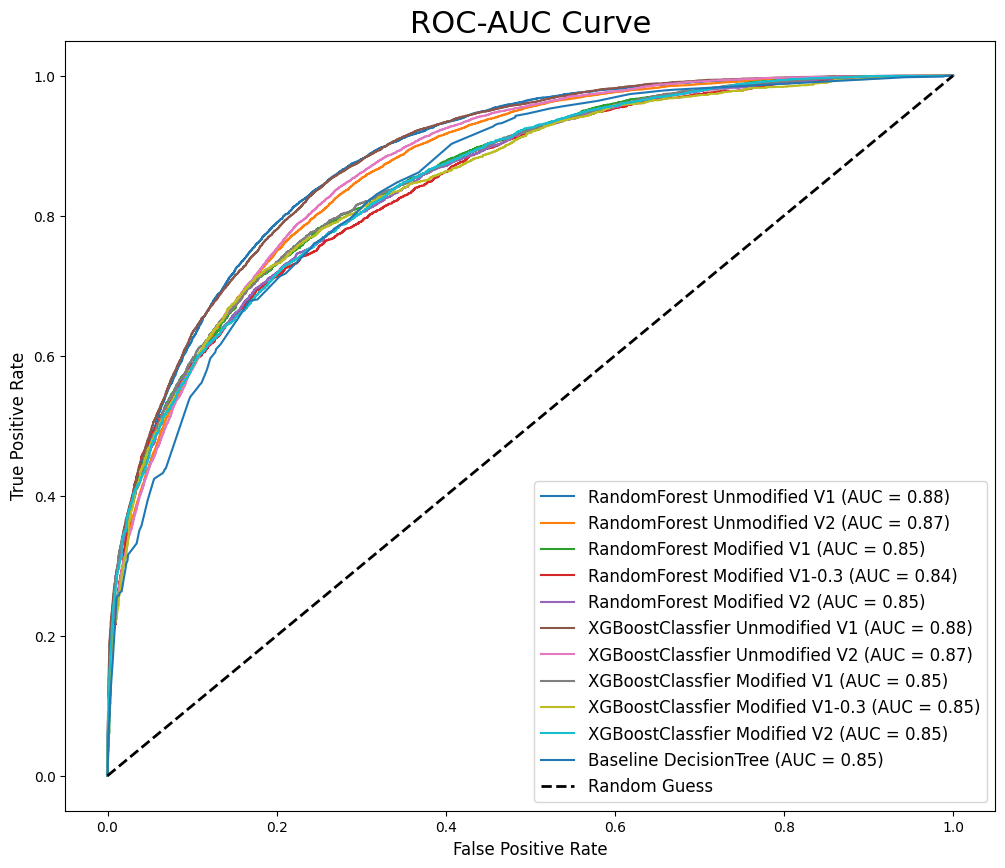 ROC-AUC Curve
True Positive Rate
1.0
0.8
0.6
0.4
0.2
0.0
RandomForest Unmodified V1 (AUC = 0.88)
RandomForest Unmodified V2 (AUC = 0.87)
RandomForest Modified V1 (AUC = 0.85)
RandomForest Modified V1-0.3 (AUC = 0.84)
RandomForest Modified V2 (AUC = 0.85)
XGBoostClassfier Unmodified V1 (AUC = 0.88)
XGBoostClassfier Unmodified V2 (AUC = 0.87)
XGBoostClassfier Modified V1 (AUC = 0.85)
XGBoostClassfier Modified V1-0.3 (AUC = 0.85)
XGBoostClassfier Modified V2 (AUC = 0.85)
Baseline DecisionTree (AUC = 0.85)
Random Guess
0.0 0.2 0.4 0.6 0.8 1.0
False Positive Rate